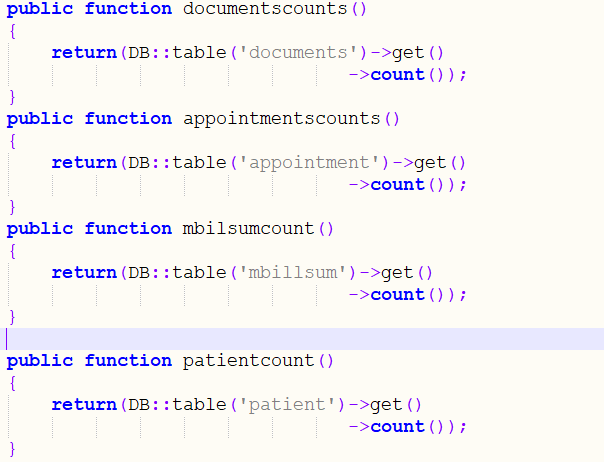 public function documentscounts()
{
return(DB::table('documents')->get()
->count());
}
public function appointmentscounts()
{
return(DB::table('appointment')->get()
->count());
}
public function mbilsumcount()
{
return(DB::table('mbillsum')->get()
->count());
}
public function patientcount()
{
return(DB::table('patient')->get()
->count());
}